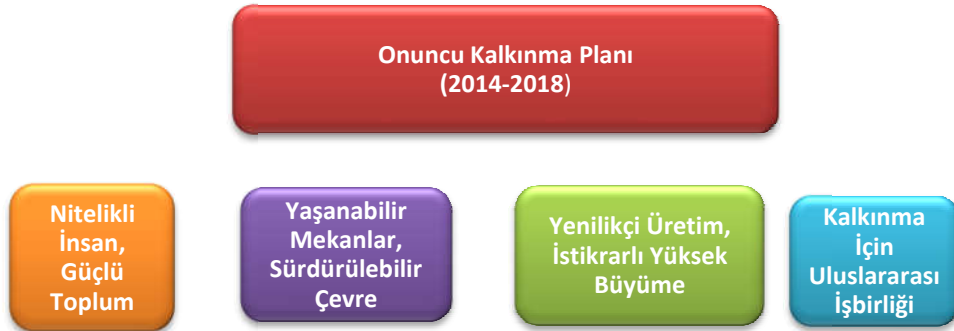 Onuncu Kalkınma Planı
(2014-2018)
Nitelikli
İnsan,
Güçlü
Toplum
Yaşanabilir
Mekanlar,
Sürdürülebilir
Çevre
Yenilikçi Üretim,
İstikrarlı Yüksek
Büyüme
Kalkınma
İçin
Uluslararası
İşbirliği